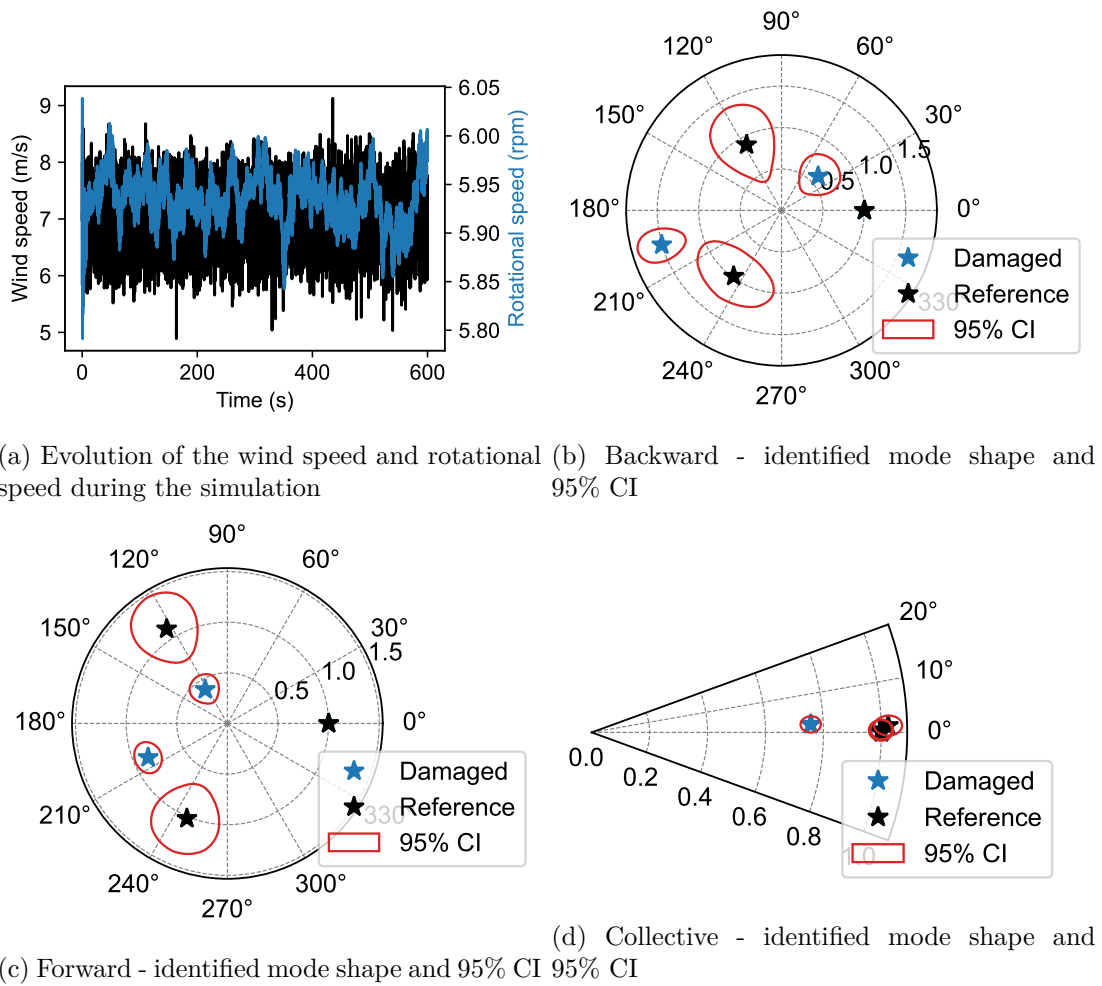 90°
120°
60°
150°
30°
180°
0°
210°
330
240°
300°
270°
0.5
1.0
1.5
Damaged
Reference
95% CI
9
8
7
6
5
Wind speed (m/s)
6.05
6.00
5.95
5.90
5.85
5.80
Rotational speed (rpm)
0
200
400
600
Time (s)
(a) Evolution of the wind speed and rotational
speed during the simulation
(b) Backward - identified mode shape and
95% CI
90°
120°
60°
150°
30°
180°
0°
210°
330
240°
300°
270°
0.5
1.0
1.5
Damaged
Reference
95% CI
(c) Forward - identified mode shape and 95% CI
20°
10°
0°
0.0
0.2
0.4
0.6
0.8
1.0
Damaged
Reference
95% CI
(d) Collective - identified mode shape and
95% CI